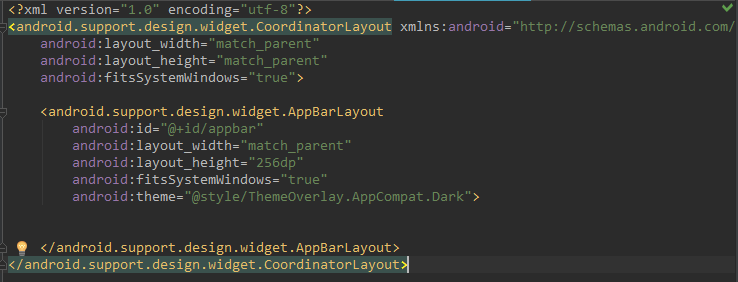 <?xml version="1.0" encoding="utf-8"?>
<android.support.design.widget.CoordinatorLayout xmlns:android="http://schemas.android.com/
android:layout_width="match_parent"
android:layout_height="match_parent"
android:fitsSystemWindows="true">
<android.support.design.widget.AppBarLayout
android:id="@+id/appbar"
android:layout_width="match_parent"
android:layout_height="256dp"
android:fitsSystemWindows="true"
android:theme="@style/ThemeOverlay.AppCompat.Dark">
</android.support.design.widget.AppBarLayout>
</android.support.design.widget.CoordinatorLayout>